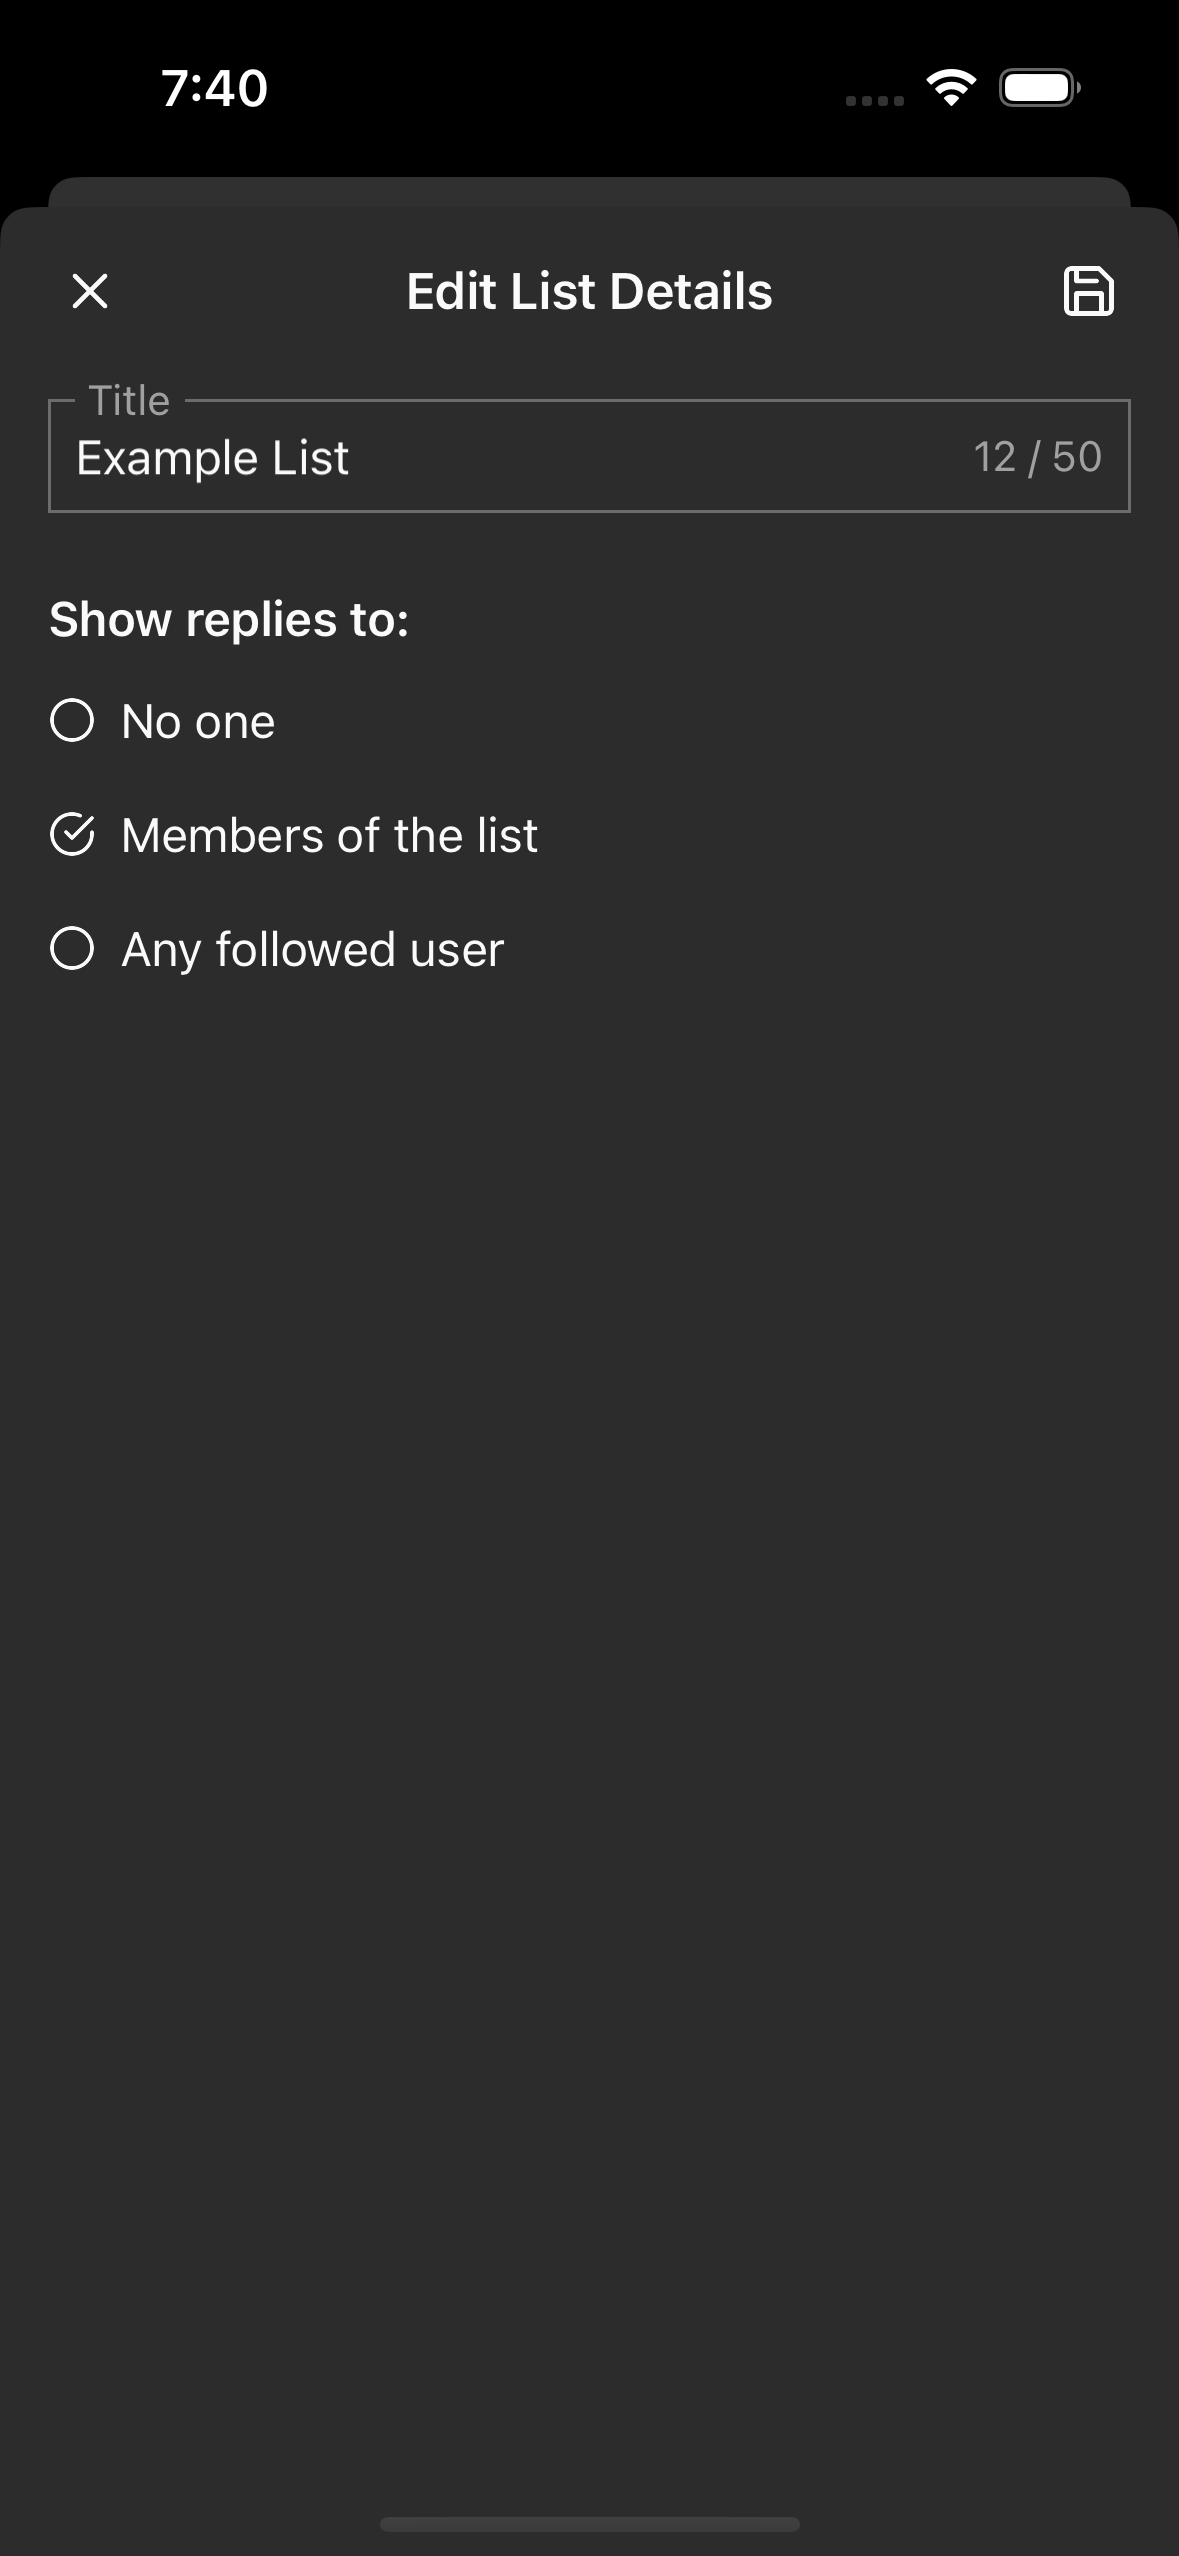 7:40
Edit List Details
Title
Example List 12 / 50
Show replies to:
No one
Members of the list
Any followed user